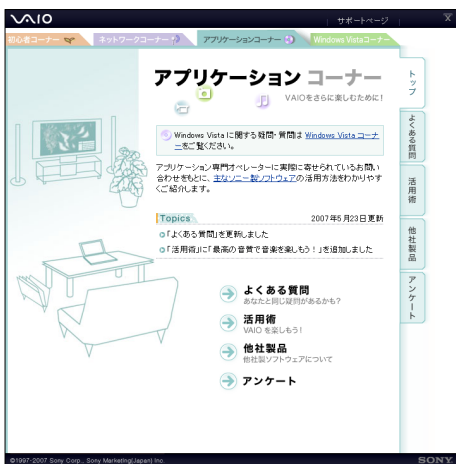 VAIO
サポートページ
初心者コーナー
ネットワークコーナー
アプリケーションコーナー
Windows Vistaコーナー
アプリケーション コーナー
VAIOをさらに楽しむために!
Windows Vista に関する疑問・質問は Windows Vista コーナ
ーをご覧ください。
アプリケーション専門オペレーターに実際に寄せられているお問い
合わせをもとに、主なソニー製ソフトウェアの活用方法をわかりやす
くご紹介します。
Topics
2007年5月23日更新
「よくある質問」を更新しました
「活用術」に「最高の音質で音楽を楽しもう!」を追加しました
よくある質問
あなたと同じ疑問があるかも?
活用術
VAIO を楽しもう!
他社製品
他社製ソフトウェアについて
アンケート
トップ
よくある質問
活用術
他社製品
アンケート
©1997-2007 Sony Corp., Sony Marketing(Japan) Inc.
SONY